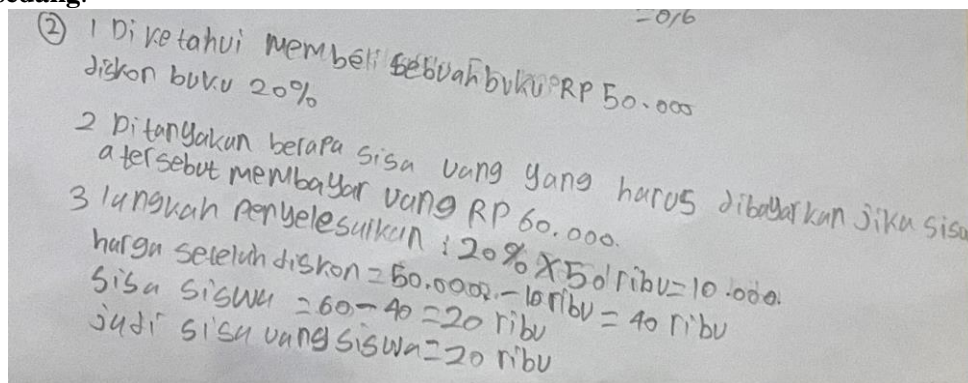 sedang.
=0,6
② 1 Diketahui membeli sebuah buku RP 50.000
diskon buku 20%
2 Ditanyakan berapa sisa uang yang harus dibayarkan jika sisw
a tersebut membayar uang RP 60.000.
3 langkah penyelesaikan : 20% X 50 ribu = 10.000.
harga seteluh diskon = 50.000 - 10 ribu = 40 ribu
sisa siswa = 60 - 40 = 20 ribu
jadi sisa uang siswa = 20 ribu